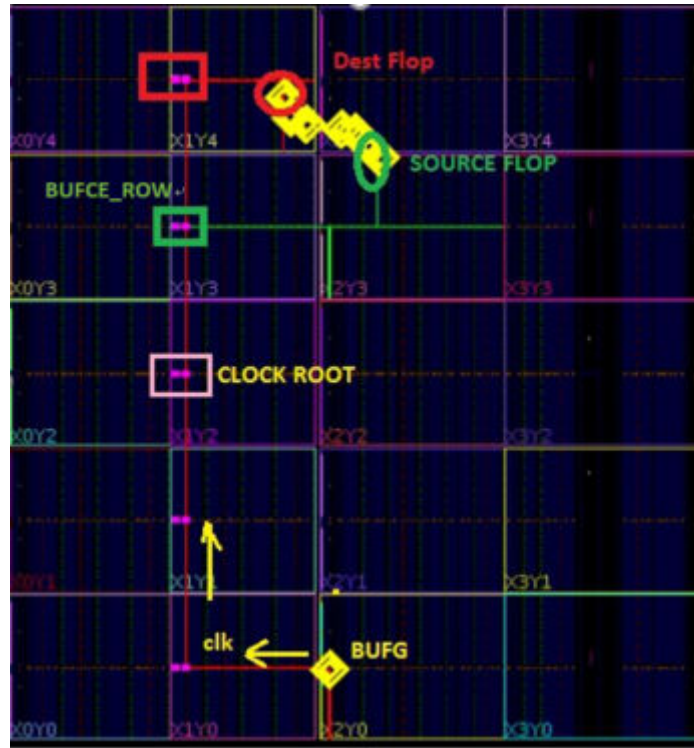 Dest Flop
X0Y4
X1Y4
X3Y4
SOURCE FLOP
BUFCE_ROW
X0Y3
X1Y3
X2Y3
X3Y3
CLOCK ROOT
X0Y2
X1Y2
X2Y2
X3Y2
X0Y1
X1Y1
X2Y1
X3Y1
clk
BUFG
X0Y0
X1Y0
X2Y0
X3Y0